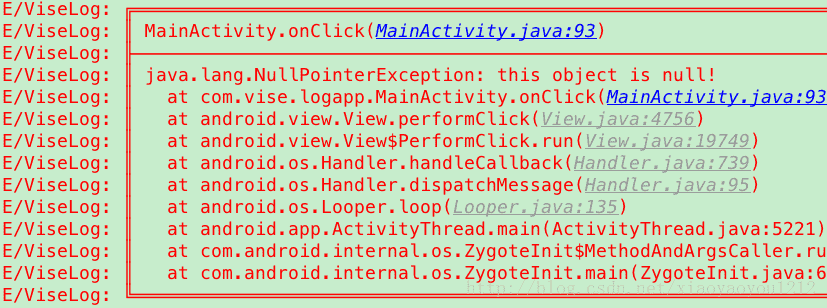 E/ViseLog:
E/ViseLog: MainActivity.onClick(MainActivity.java:93)
E/ViseLog:
E/ViseLog: java.lang.NullPointerException: this object is null!
E/ViseLog: at com.vise.logapp.MainActivity.onClick(MainActivity.java:93
E/ViseLog: at android.view.View.performClick(View.java:4756)
E/ViseLog: at android.view.View$PerformClick.run(View.java:19749)
E/ViseLog: at android.os.Handler.handleCallback(Handler.java:739)
E/ViseLog: at android.os.Handler.dispatchMessage(Handler.java:95)
E/ViseLog: at android.os.Looper.loop(Looper.java:135)
E/ViseLog: at android.app.ActivityThread.main(ActivityThread.java:5221)
E/ViseLog: at com.android.internal.os.ZygoteInit$MethodAndArgsCaller.ru
E/ViseLog: at com.android.internal.os.ZygoteInit.main(ZygoteInit.java:6
E/ViseLog:
http://blog.csdn.net/xiaoyaoyou1212